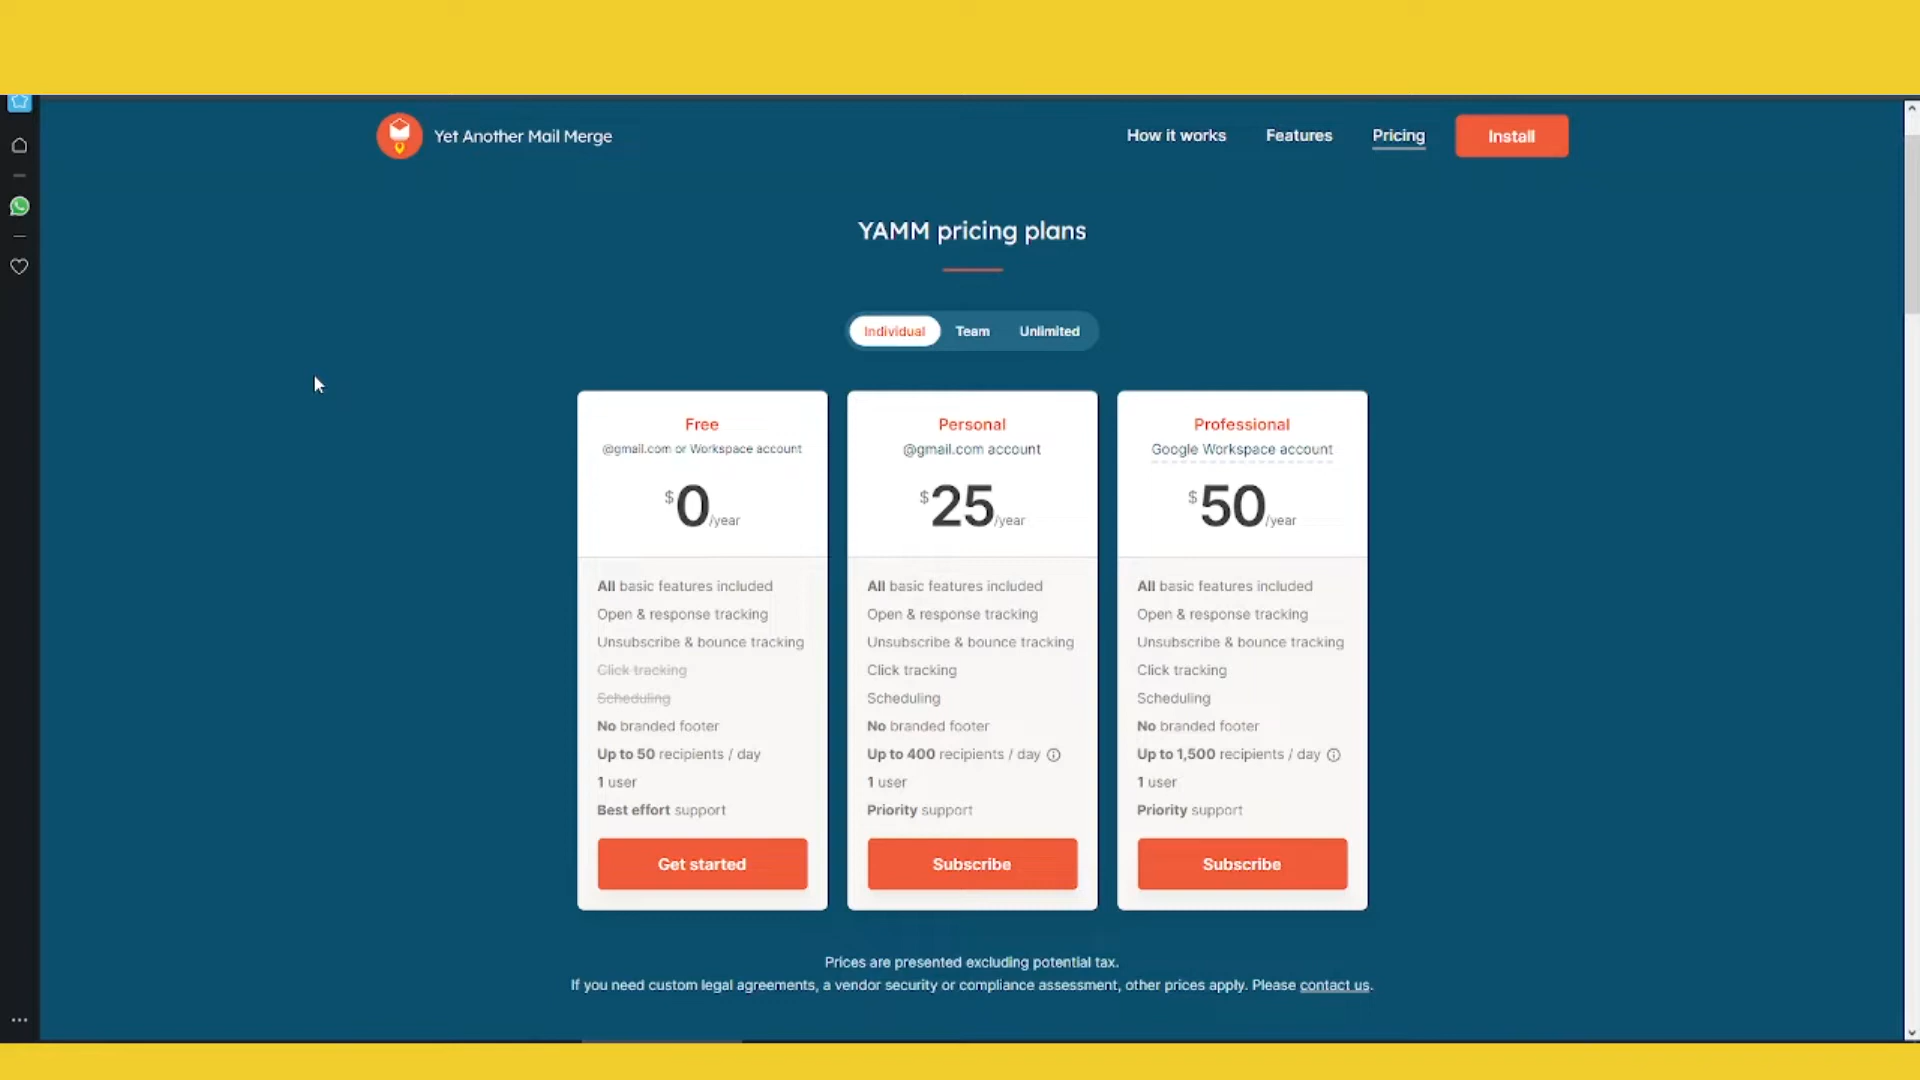 Yet Another Mail Merge
How it works
Features
Pricing
Install
YAMM pricing plans
Individual
Team
Unlimited
Free
@gmail.com or Workspace account
$0/year
All basic features included
Open & response tracking
Unsubscribe & bounce tracking
Click tracking
Scheduling
No branded footer
Up to 50 recipients / day
1 user
Best effort support
Get started
Personal
@gmail.com account
$25/year
All basic features included
Open & response tracking
Unsubscribe & bounce tracking
Click tracking
Scheduling
No branded footer
Up to 400 recipients / day
1 user
Priority support
Subscribe
Professional
Google Workspace account
$50/year
All basic features included
Open & response tracking
Unsubscribe & bounce tracking
Click tracking
Scheduling
No branded footer
Up to 1,500 recipients / day
1 user
Priority support
Subscribe
Prices are presented excluding potential tax.
If you need custom legal agreements, a vendor security or compliance assessment, other prices apply. Please contact us.